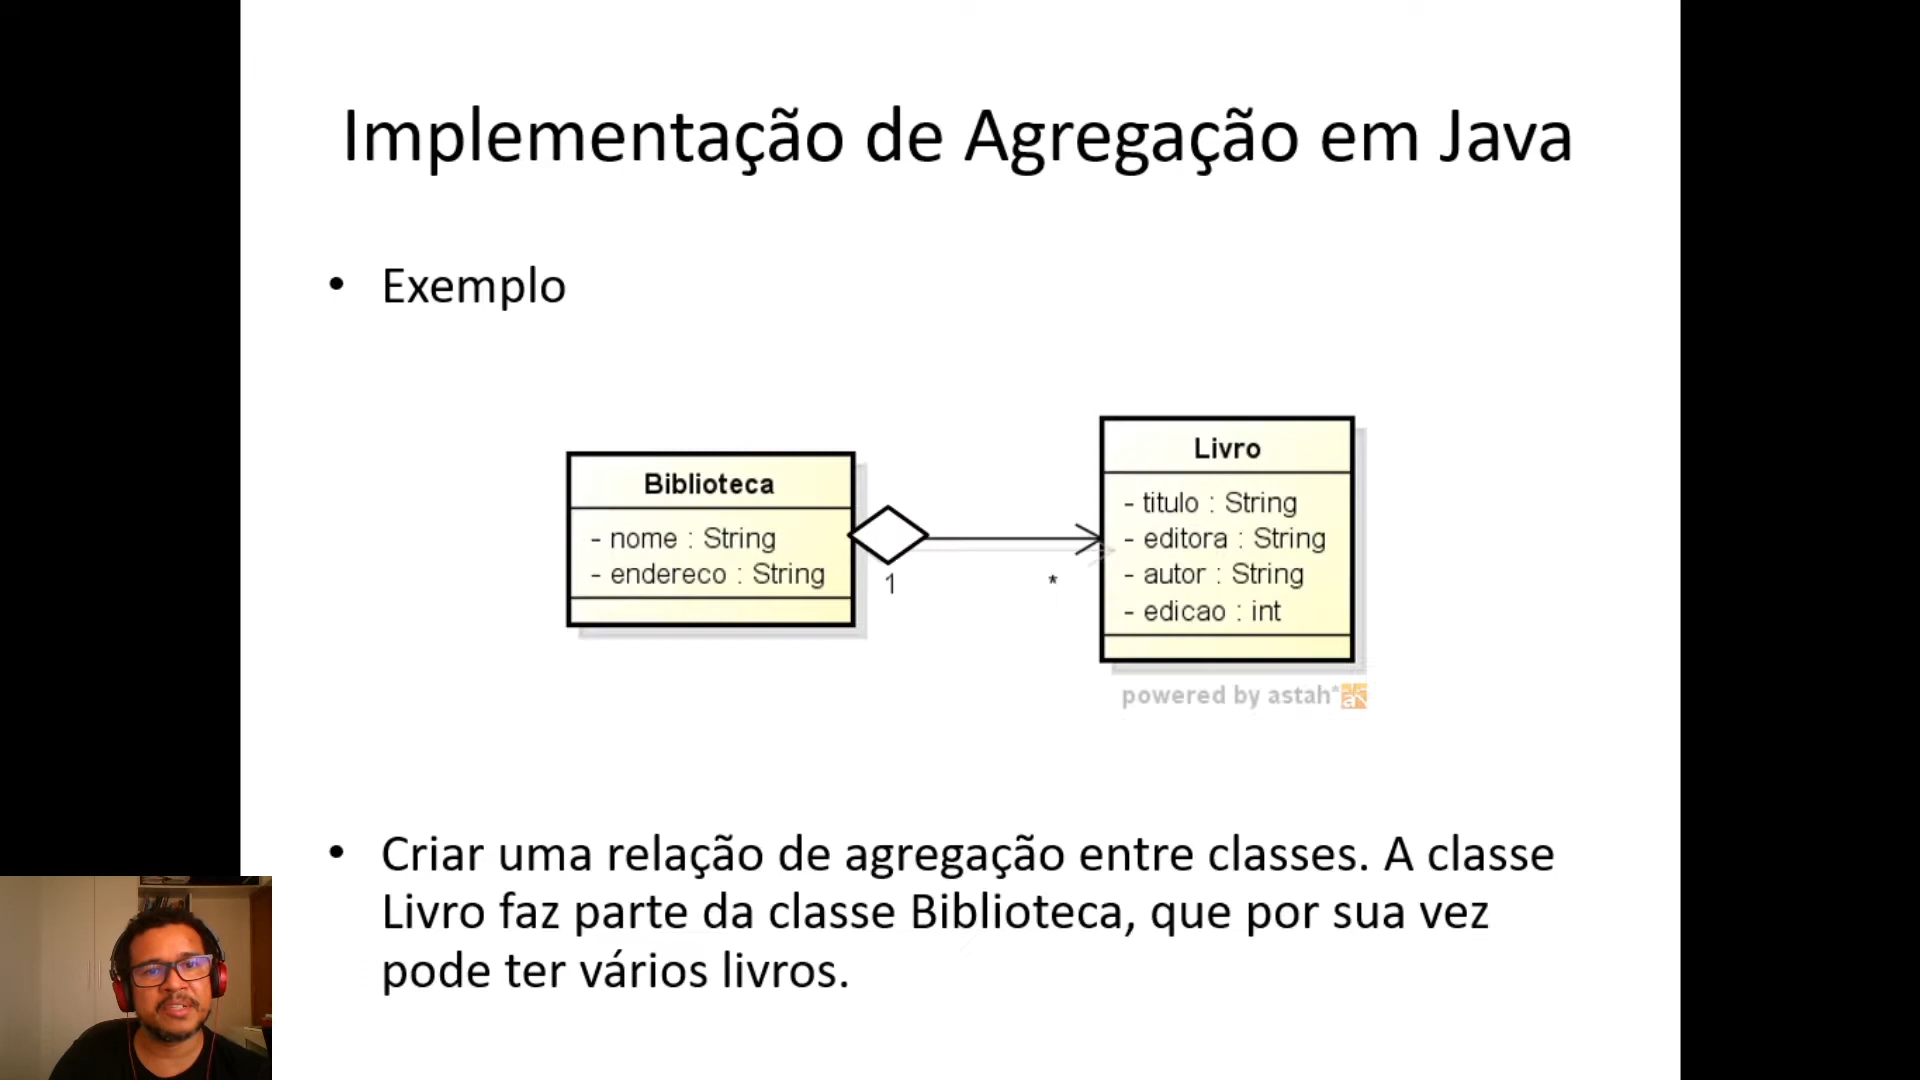 Implementação de Agregação em Java
• Exemplo
Biblioteca
- nome : String
- endereco : String
1
*
Livro
- titulo : String
- editora : String
- autor : String
- edicao : int
powered by astah*
• Criar uma relação de agregação entre classes. A classe
Livro faz parte da classe Biblioteca, que por sua vez
pode ter vários livros.